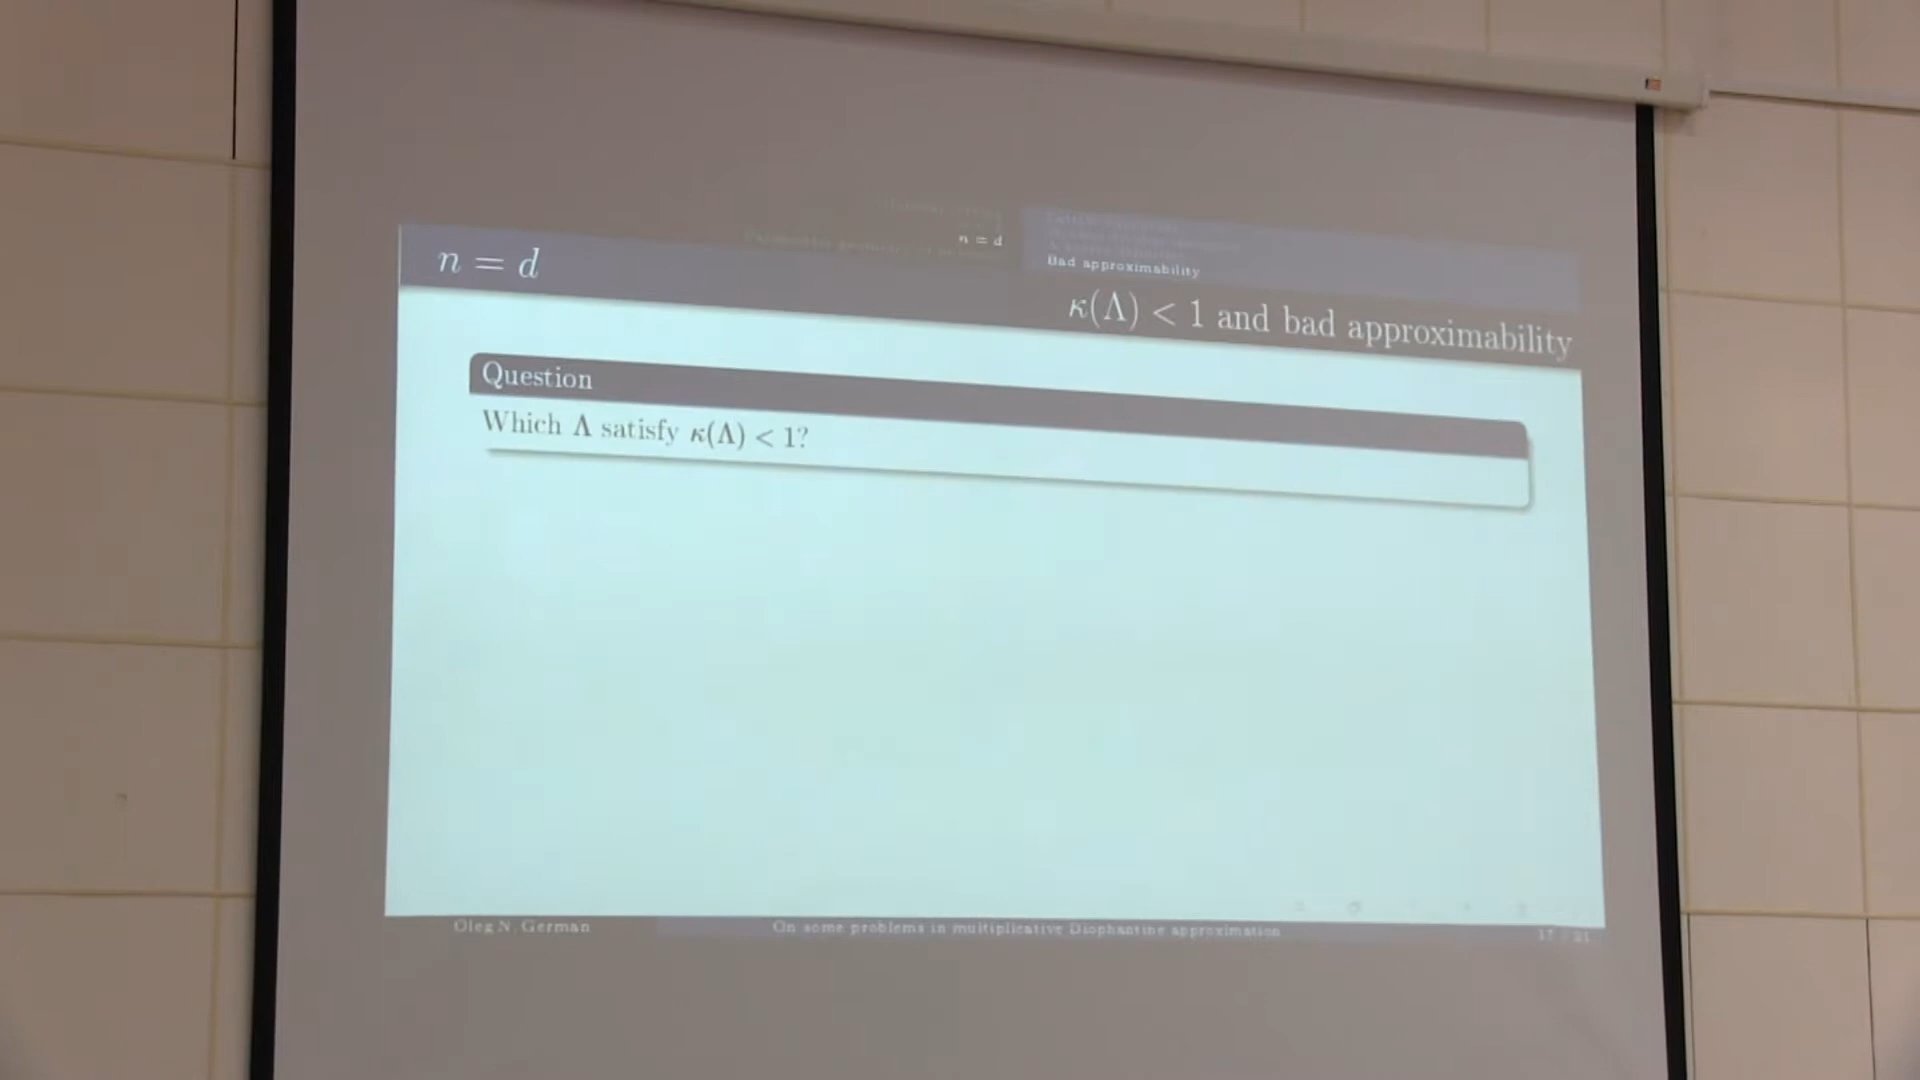 n = d
n = d
Bad approximability
κ(Λ) < 1 and bad approximability
Question
Which Λ satisfy κ(Λ) < 1?
Oleg N. German
On some problems in multiplicative Diophantine approximation